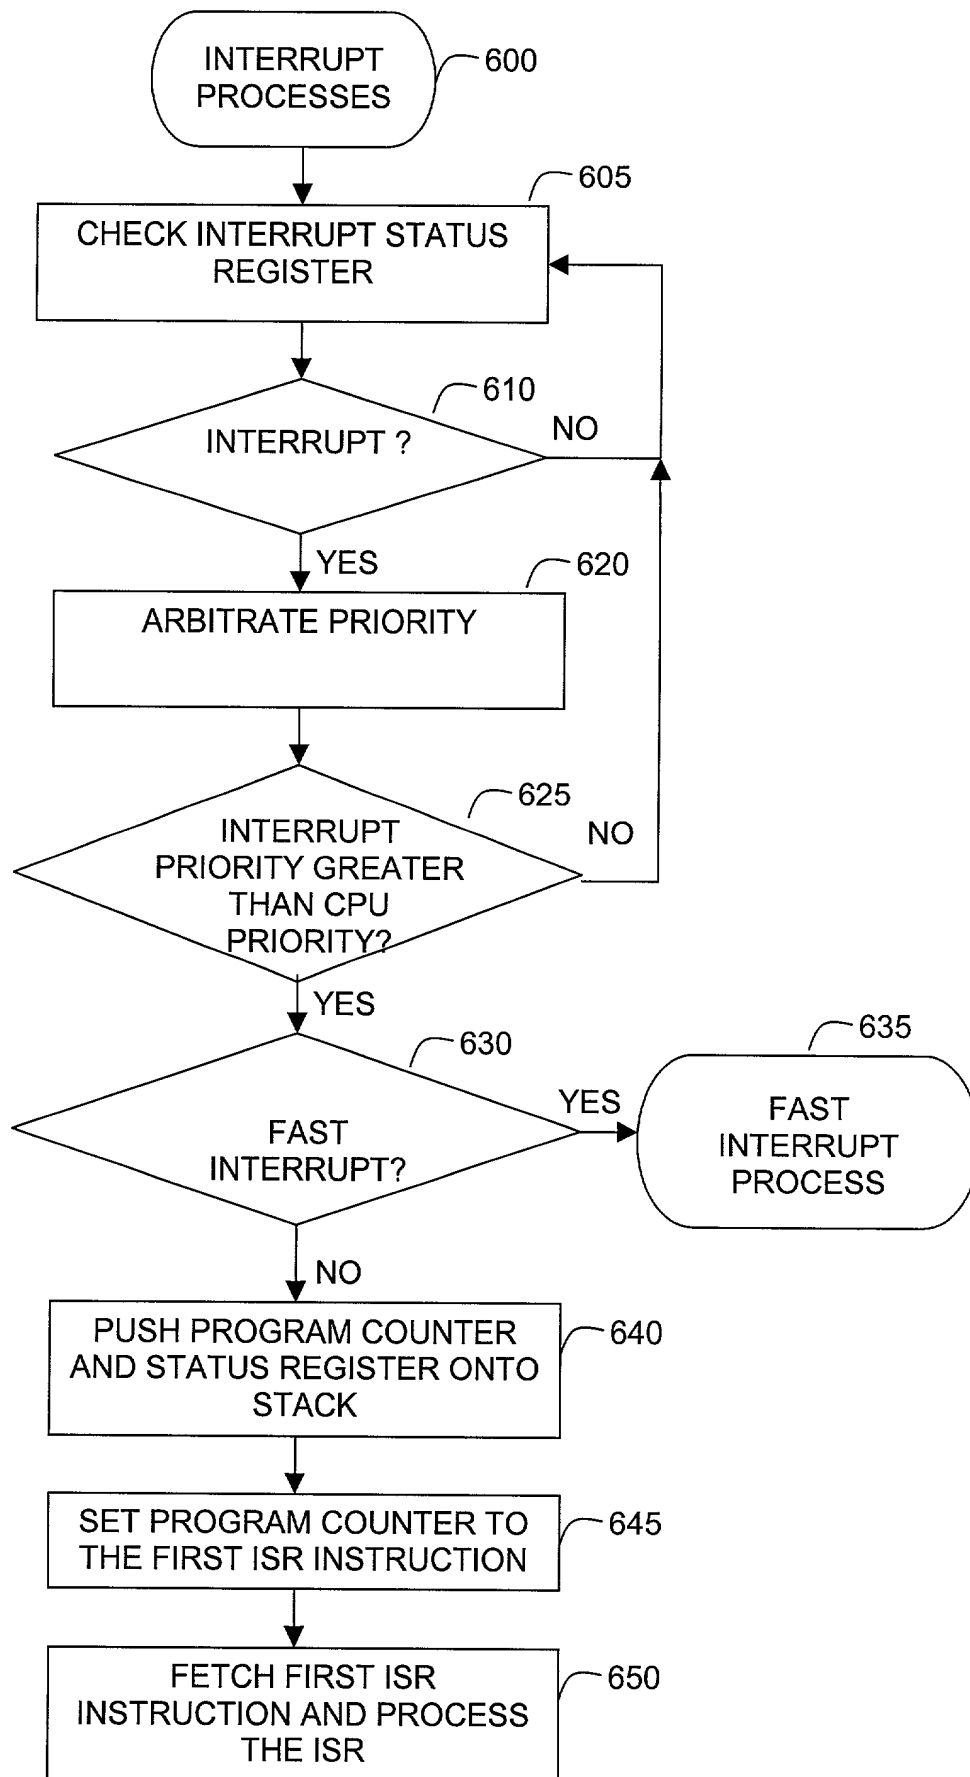 INTERRUPT
PROCESSES
600
605
CHECK INTERRUPT STATUS
REGISTER
610
INTERRUPT ?
NO
YES
620
ARBITRATE PRIORITY
625
INTERRUPT
PRIORITY GREATER
THAN CPU
PRIORITY?
NO
YES
630
635
FAST
INTERRUPT?
YES
FAST
INTERRUPT
PROCESS
NO
PUSH PROGRAM COUNTER
AND STATUS REGISTER ONTO
STACK
640
SET PROGRAM COUNTER TO
THE FIRST ISR INSTRUCTION
645
FETCH FIRST ISR
INSTRUCTION AND PROCESS
THE ISR
650